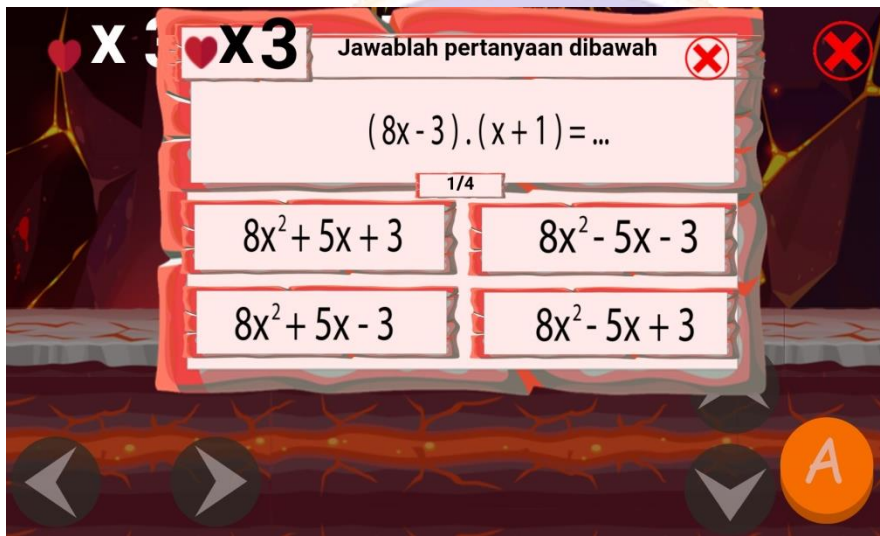 x 3
x 3
Jawablah pertanyaan dibawah
(8x - 3) . (x + 1) = ...
1/4
8x² + 5x + 3
8x² - 5x - 3
8x² + 5x - 3
8x² - 5x + 3
A